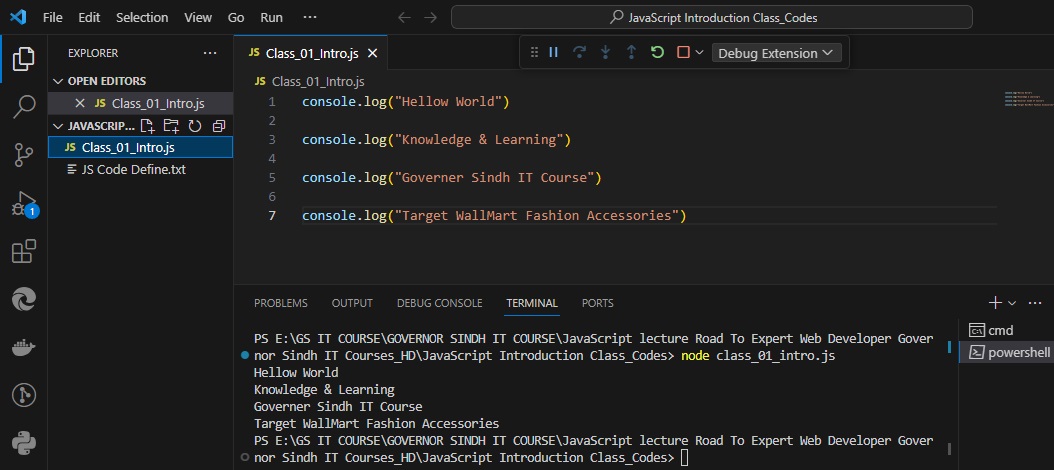 File Edit Selection View Go Run ···
JavaScript Introduction Class_Codes
EXPLORER ···
OPEN EDITORS
JS Class_01_Intro.js
JAVASCRIP...
JS Class_01_Intro.js
JS Code Define.txt
1
JS Class_01_Intro.js
Debug Extension
JS Class_01_Intro.js
1 console.log("Hellow World")
2
3 console.log("Knowledge & Learning")
4
5 console.log("Governer Sindh IT Course")
6
7 console.log("Target WallMart Fashion Accessories")
PROBLEMS OUTPUT DEBUG CONSOLE TERMINAL PORTS
PS E:\GS IT COURSE\GOVERNOR SINDH IT COURSE\JavaScript lecture Road To Expert Web Developer Gover
nor Sindh IT Courses_HD\JavaScript Introduction Class_Codes> node class_01_intro.js
Hellow World
Knowledge & Learning
Governer Sindh IT Course
Target WallMart Fashion Accessories
PS E:\GS IT COURSE\GOVERNOR SINDH IT COURSE\JavaScript lecture Road To Expert Web Developer Gover
nor Sindh IT Courses_HD\JavaScript Introduction Class_Codes>
cmd
powershell